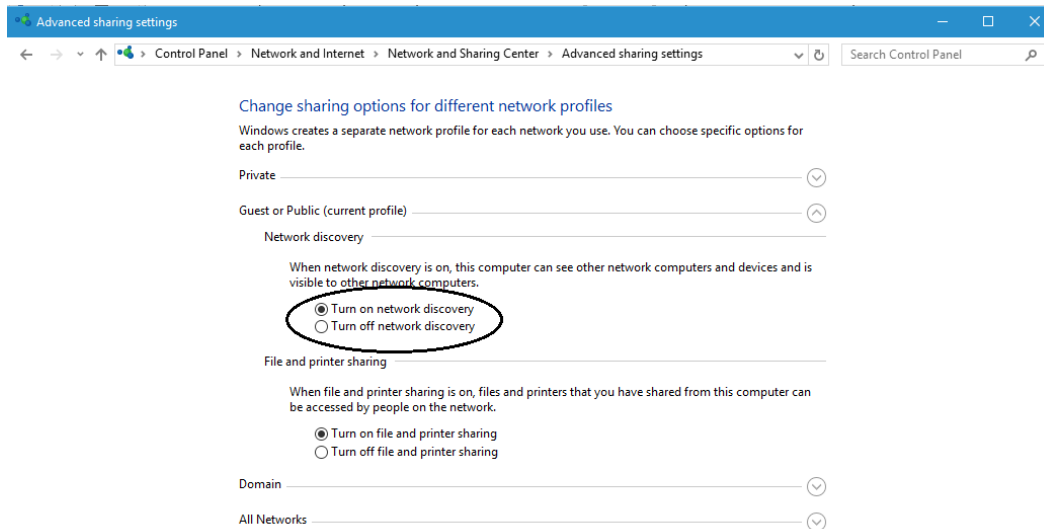 Advanced sharing settings
Control Panel > Network and Internet > Network and Sharing Center > Advanced sharing settings
Search Control Panel
Change sharing options for different network profiles
Windows creates a separate network profile for each network you use. You can choose specific options for
each profile.
Private
Guest or Public (current profile)
Network discovery
When network discovery is on, this computer can see other network computers and devices and is
visible to other network computers.
Turn on network discovery
Turn off network discovery
File and printer sharing
When file and printer sharing is on, files and printers that you have shared from this computer can
be accessed by people on the network.
Turn on file and printer sharing
Turn off file and printer sharing
Domain
All Networks